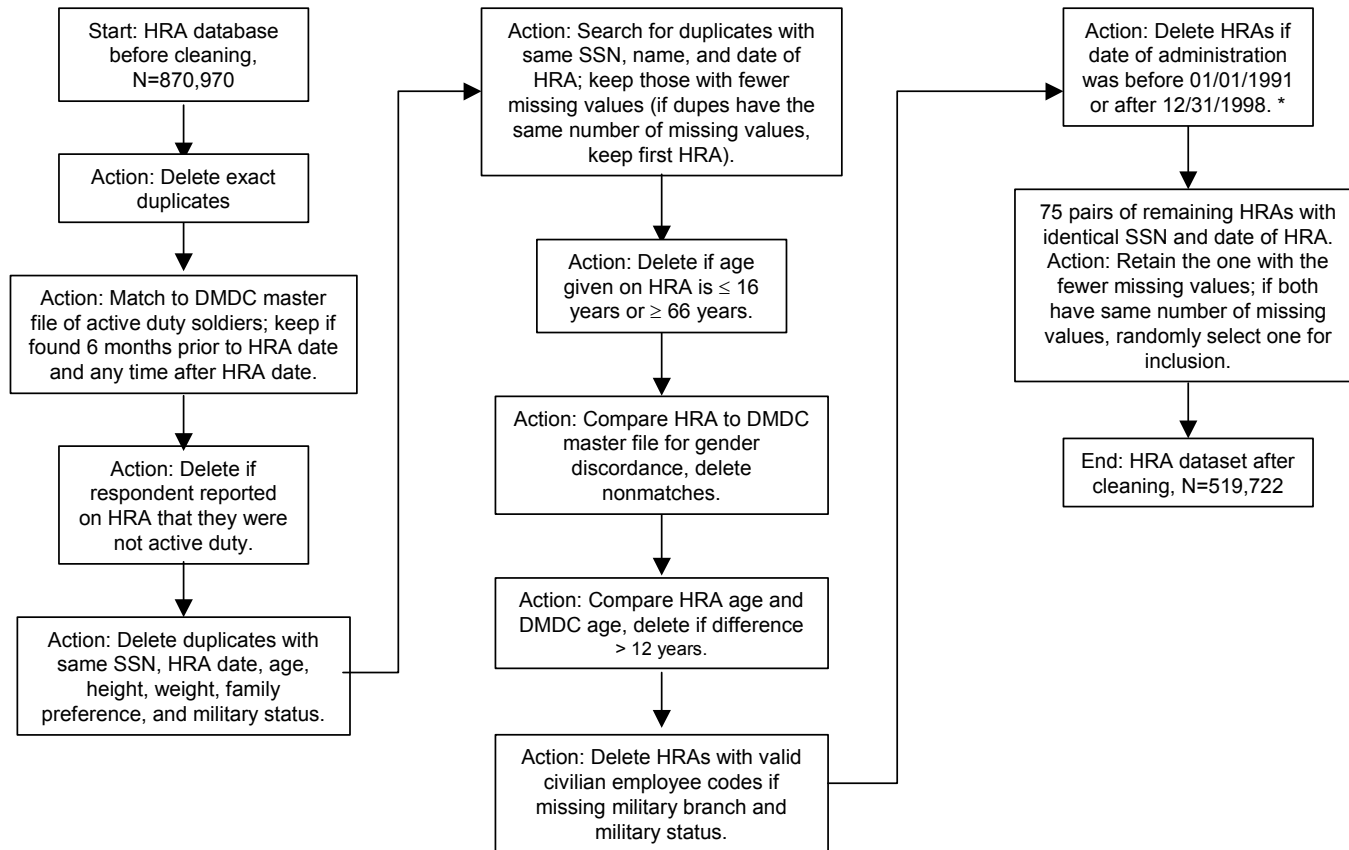 Start: HRA database
before cleaning,
N=870,970
Action: Delete exact
duplicates
Action: Match to DMDC master
file of active duty soldiers; keep if
found 6 months prior to HRA date
and any time after HRA date.
Action: Delete if
respondent reported
on HRA that they were
not active duty.
Action: Delete duplicates with
same SSN, HRA date, age,
height, weight, family
preference, and military status.
Action: Search for duplicates with
same SSN, name, and date of
HRA; keep those with fewer
missing values (if dupes have the
same number of missing values,
keep first HRA).
Action: Delete if age
given on HRA is ≤ 16
years or ≥ 66 years.
Action: Compare HRA to DMDC
master file for gender
discordance, delete
nonmatches.
Action: Compare HRA age and
DMDC age, delete if difference
> 12 years.
Action: Delete HRAs with valid
civilian employee codes if
missing military branch and
military status.
Action: Delete HRAs if
date of administration
was before 01/01/1991
or after 12/31/1998. *
75 pairs of remaining HRAs with
identical SSN and date of HRA.
Action: Retain the one with the
fewer missing values; if both
have same number of missing
values, randomly select one for
inclusion.
End: HRA dataset after
cleaning, N=519,722